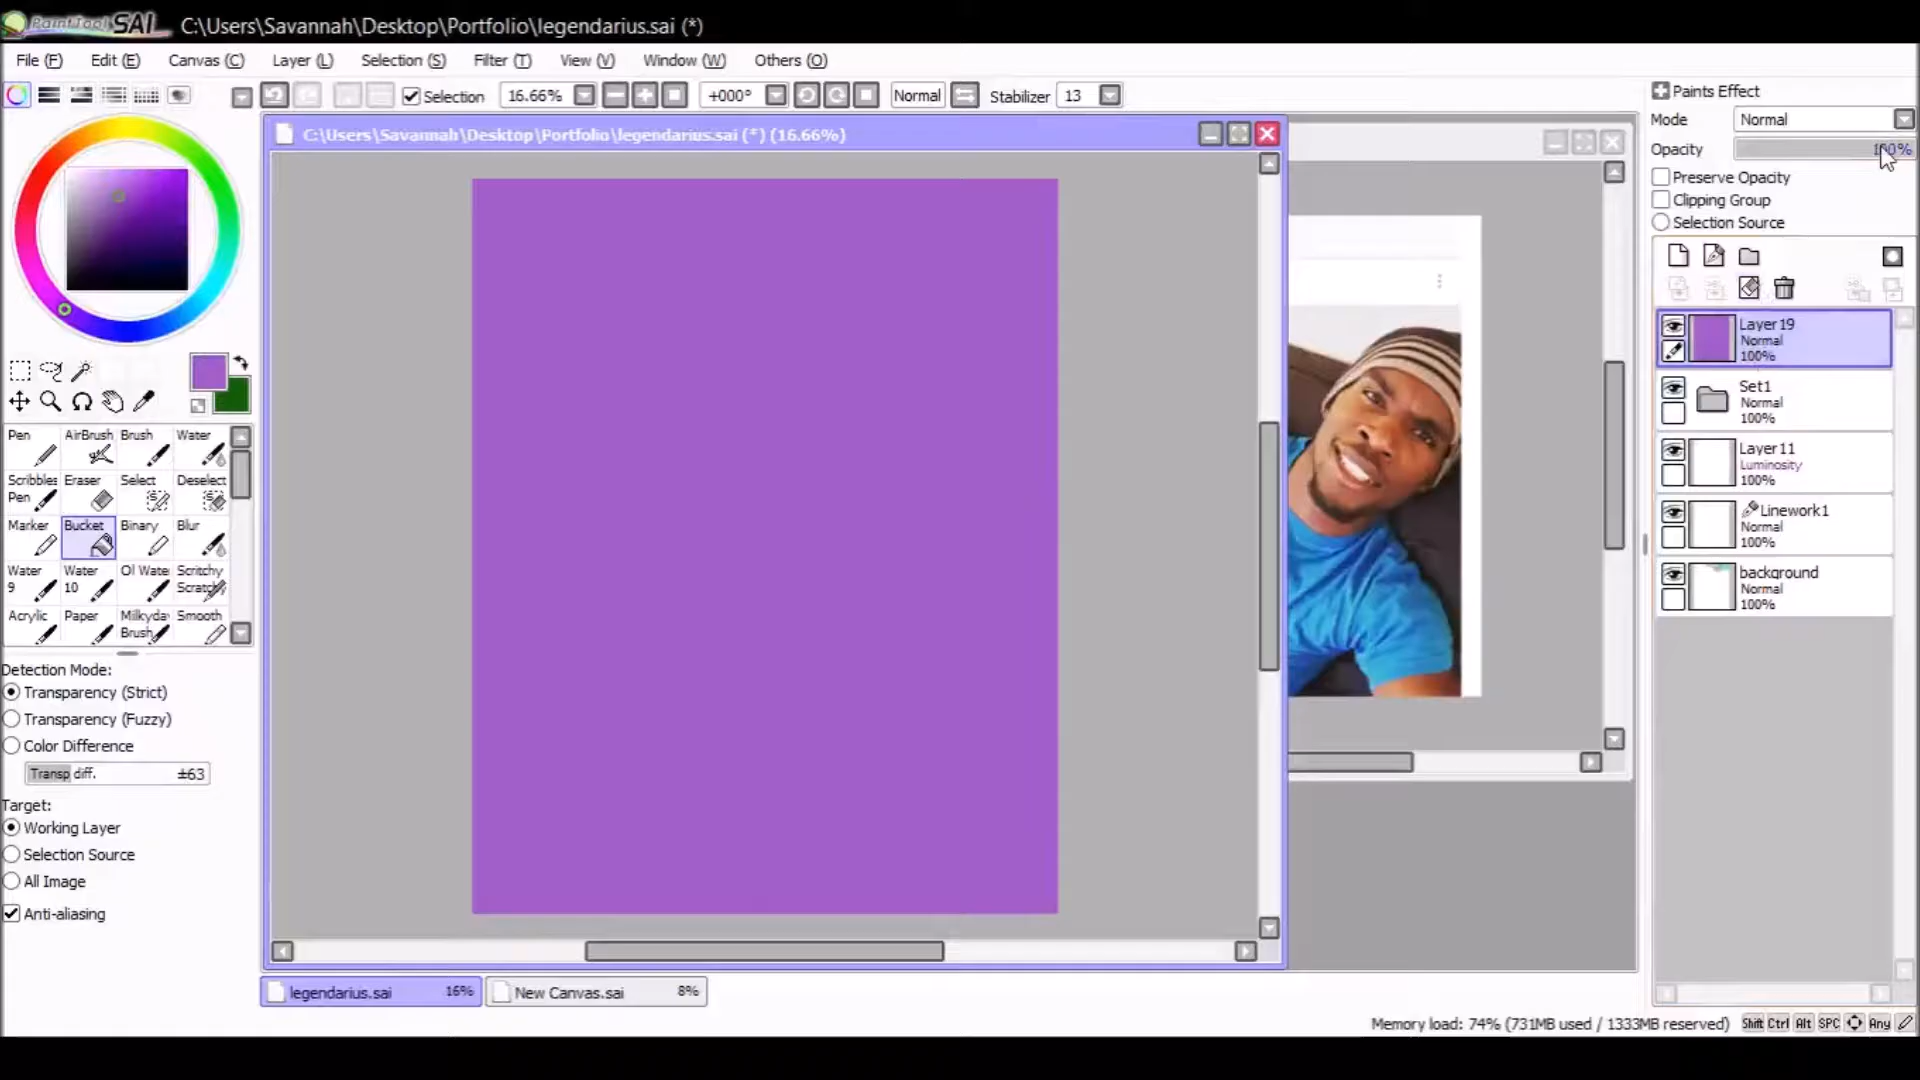 PaintTool SAI C:\Users\Savannah\Desktop\Portfolio\legendarius.sai (*)
File (F) Edit (E) Canvas (C) Layer (L) Selection (S) Filter (T) View (V) Window (W) Others (O)
Selection 16.66% +000° Normal Stabilizer 13
C:\Users\Savannah\Desktop\Portfolio\legendarius.sai (*) (16.66%)
Paints Effect
Mode Normal
Opacity 100%
Preserve Opacity
Clipping Group
Selection Source
Layer 19
Normal
100%
Set1
Normal
100%
Layer 11
Luminosity
100%
Linework1
Normal
100%
background
Normal
100%
Pen AirBrush Brush Water
Scribbles Pen Eraser Select Deselect
Marker Bucket Binary Blur
Water 9 Water 10 Ol Wate Scritchy Scratch
Acrylic Paper Milkyda Brush Smooth
Detection Mode:
Transparency (Strict)
Transparency (Fuzzy)
Color Difference
Transp diff. ±63
Target:
Working Layer
Selection Source
All Image
Anti-aliasing
legendarius.sai 16% New Canvas.sai 8%
Memory load: 74% (731MB used / 1333MB reserved) Shift Ctrl Alt SPC Any